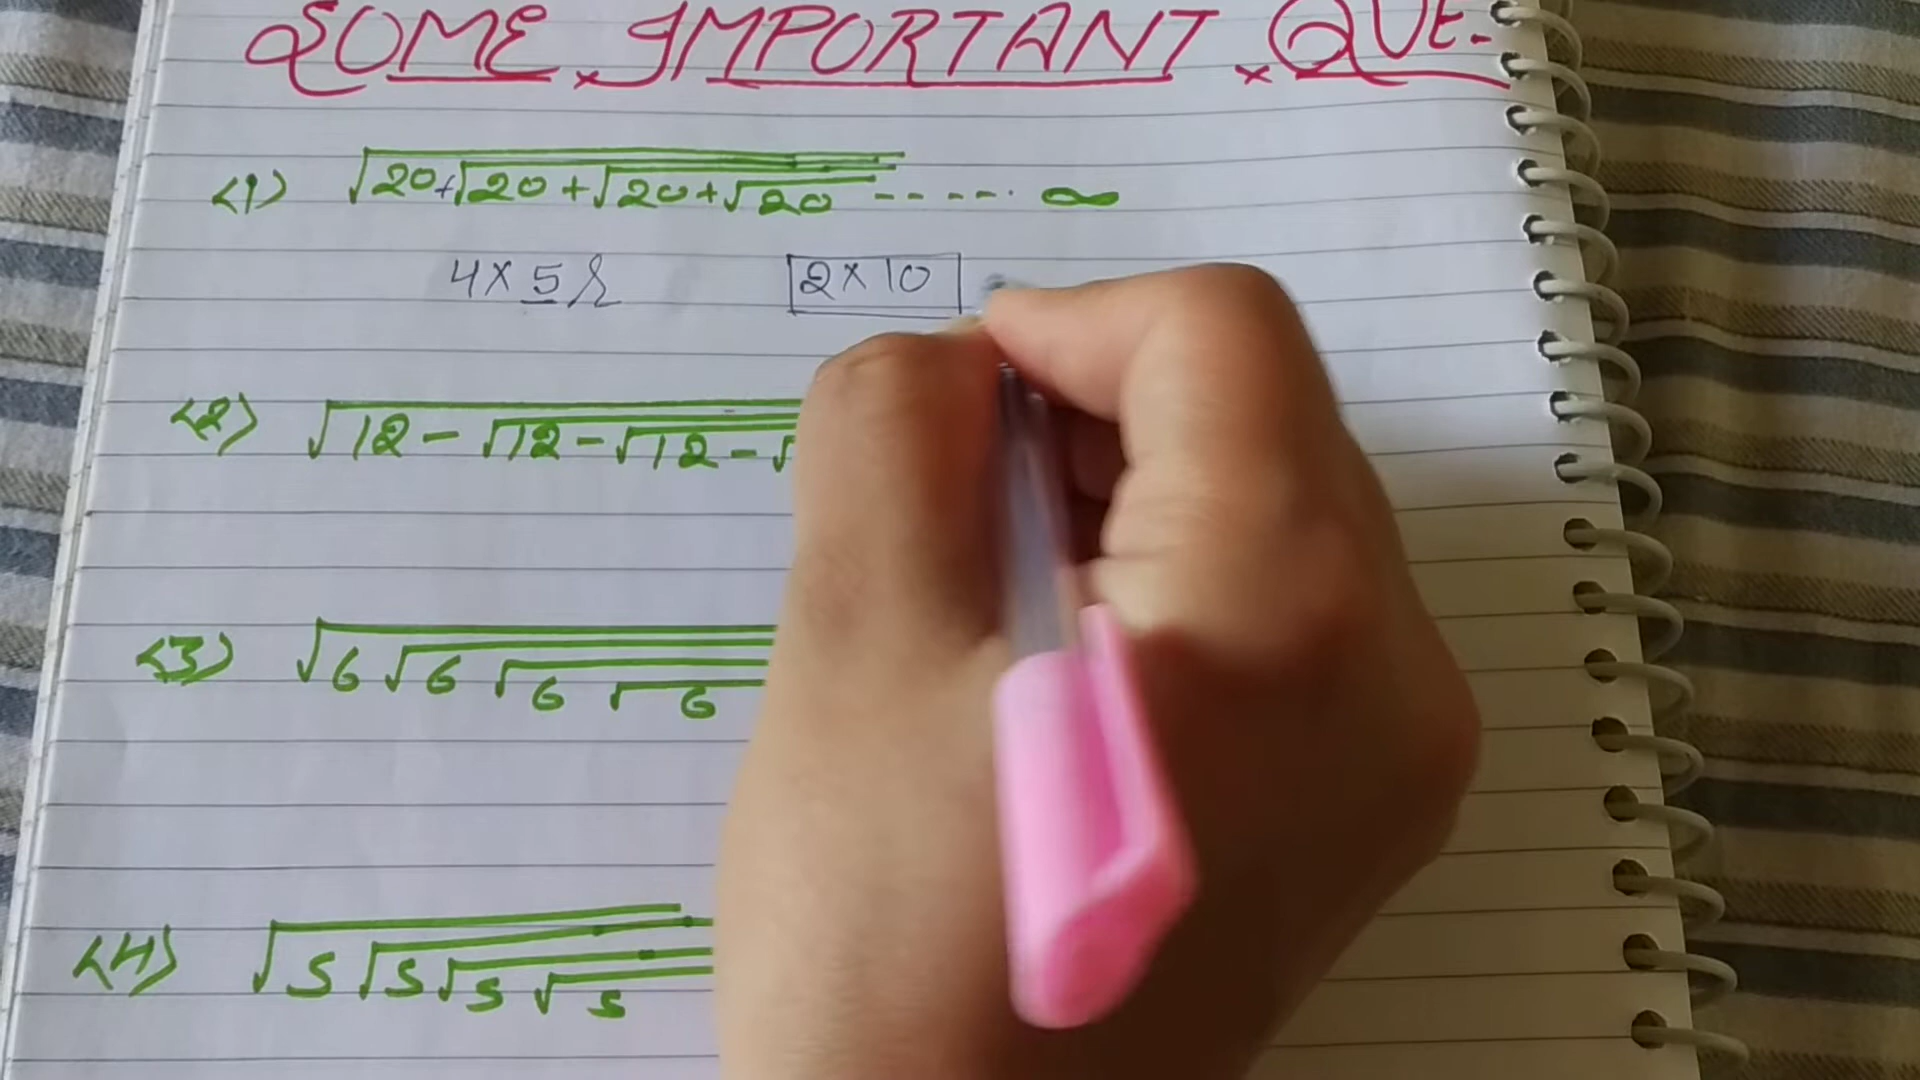 SOME IMPORTANT QUE.
<1> √20+√20+√20+√20 ----- ∞
4×5 2×10
<2> √12-√12-√12-√
<3> √6√6√6√6
<4> √5√5√5√5